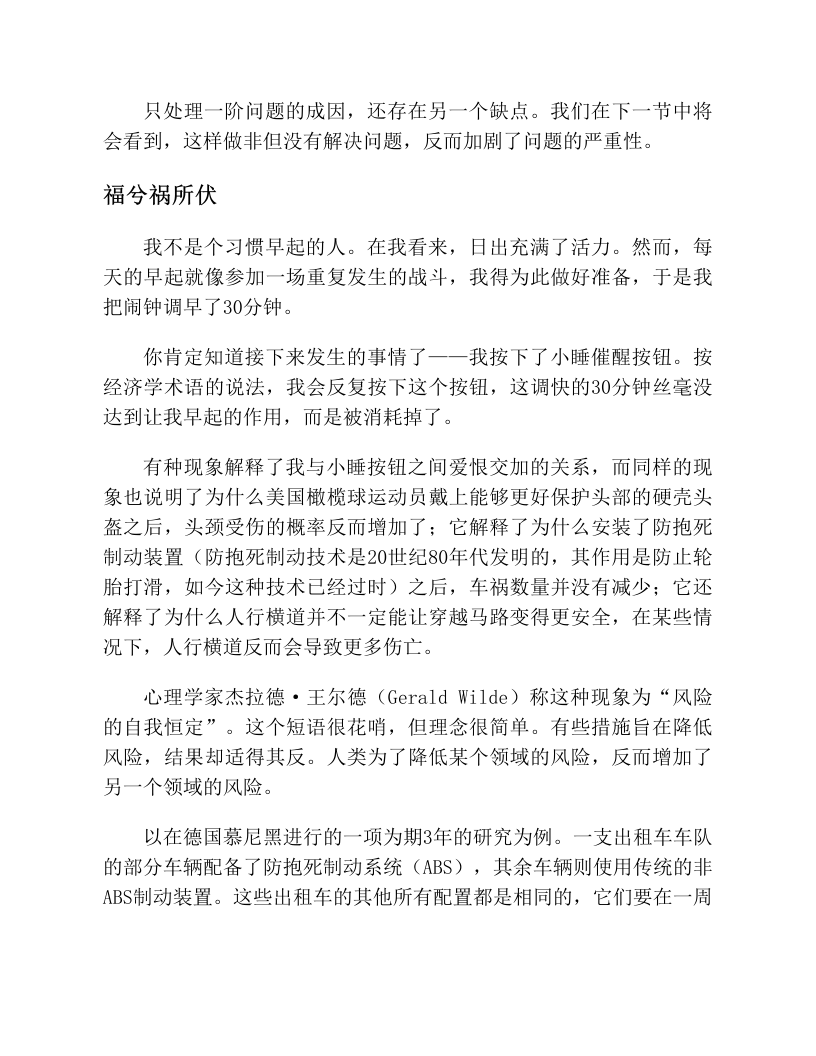 只处理一阶问题的成因，还存在另一个缺点。我们在下一节中将
会看到，这样做非但没有解决问题，反而加剧了问题的严重性。
福兮祸所伏
我不是个习惯早起的人。在我看来，日出充满了活力。然而，每
天的早起就像参加一场重复发生的战斗，我得为此做好准备，于是我
把闹钟调早了30分钟。
你肯定知道接下来发生的事情了——我按下了小睡催醒按钮。按
经济学术语的说法，我会反复按下这个按钮，这调快的30分钟丝毫没
达到让我早起的作用，而是被消耗掉了。
有种现象解释了我与小睡按钮之间爱恨交加的关系，而同样的现
象也说明了为什么美国橄榄球运动员戴上能够更好保护头部的硬壳头
盔之后，头颈受伤的概率反而增加了；它解释了为什么安装了防抱死
制动装置（防抱死制动技术是20世纪80年代发明的，其作用是防止轮
胎打滑，如今这种技术已经过时）之后，车祸数量并没有减少；它还
解释了为什么人行横道并不一定能让穿越马路变得更安全，在某些情
况下，人行横道反而会导致更多伤亡。
心理学家杰拉德·王尔德（Gerald Wilde）称这种现象为“风险
的自我恒定”。这个短语很花哨，但理念很简单。有些措施旨在降低
风险，结果却适得其反。人类为了降低某个领域的风险，反而增加了
另一个领域的风险。
以在德国慕尼黑进行的一项为期3年的研究为例。一支出租车车队
的部分车辆配备了防抱死制动系统（ABS），其余车辆则使用传统的非
ABS制动装置。这些出租车的其他所有配置都是相同的，它们要在一周